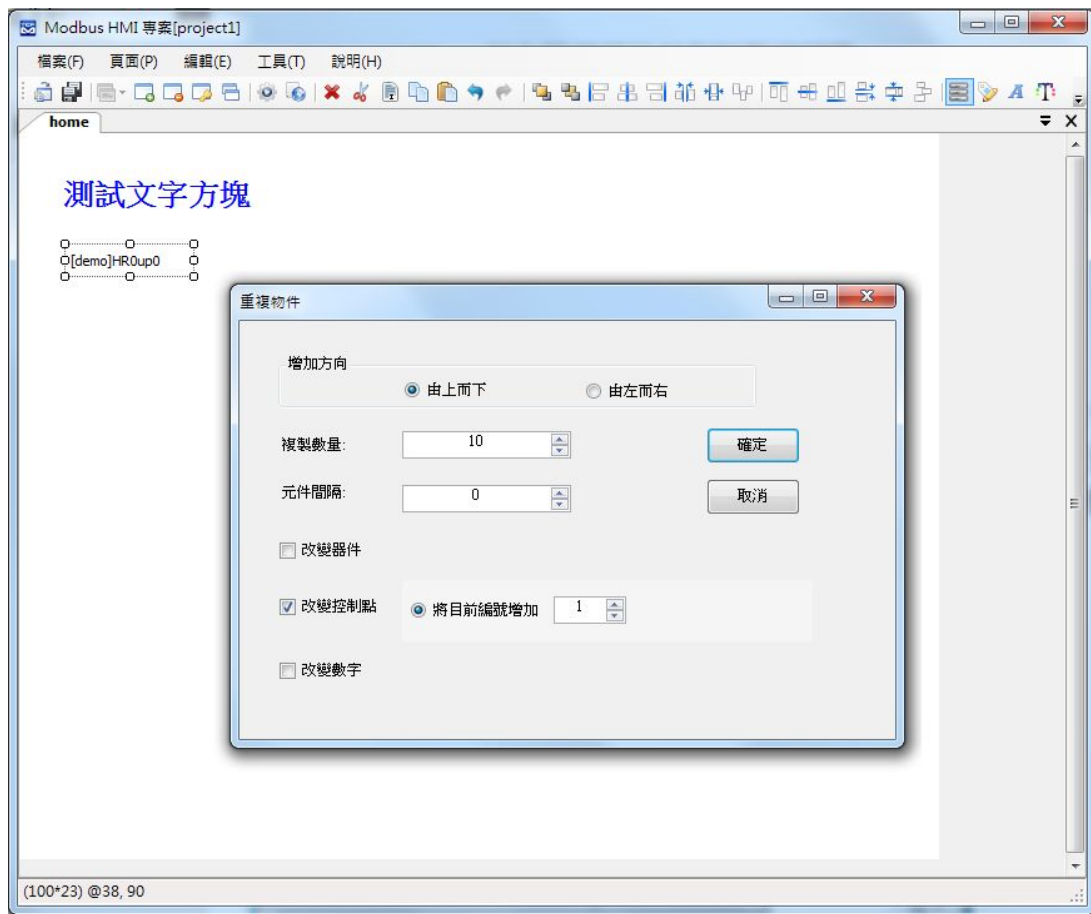 Modbus HMI 專案[project1]
檔案(F) 頁面(P) 編輯(E) 工具(T) 說明(H)
home
測試文字方塊
[demo]HR0up0
重複物件
增加方向
由上而下 由左而右
複製數量: 10 確定
元件間隔: 0 取消
改變器件
改變控制點 將目前編號增加 1
改變數字
(100*23) @38, 90